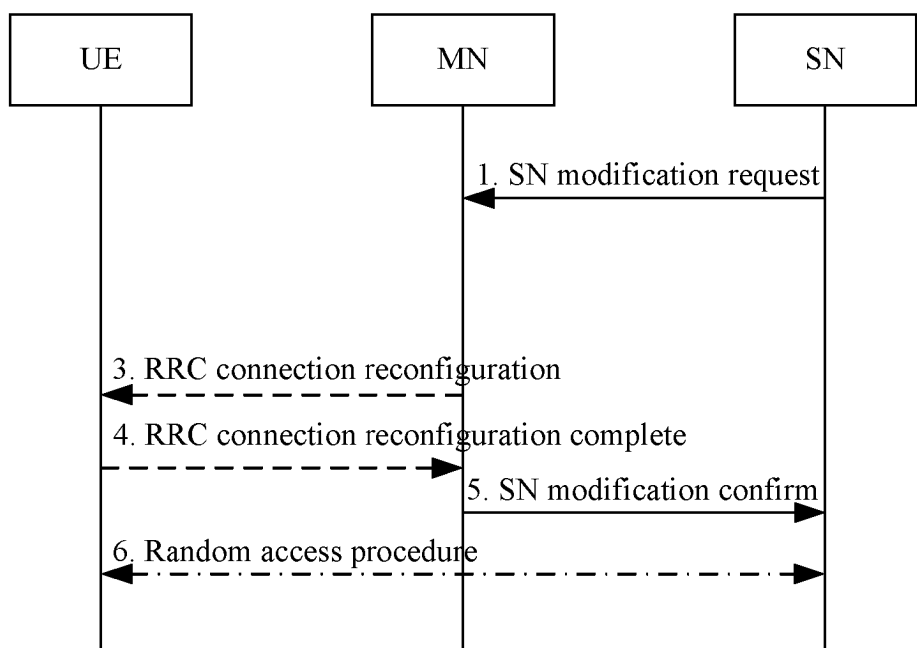 UE
MN
SN
1. SN modification request
3. RRC connection reconfiguration
4. RRC connection reconfiguration complete
5. SN modification confirm
6. Random access procedure